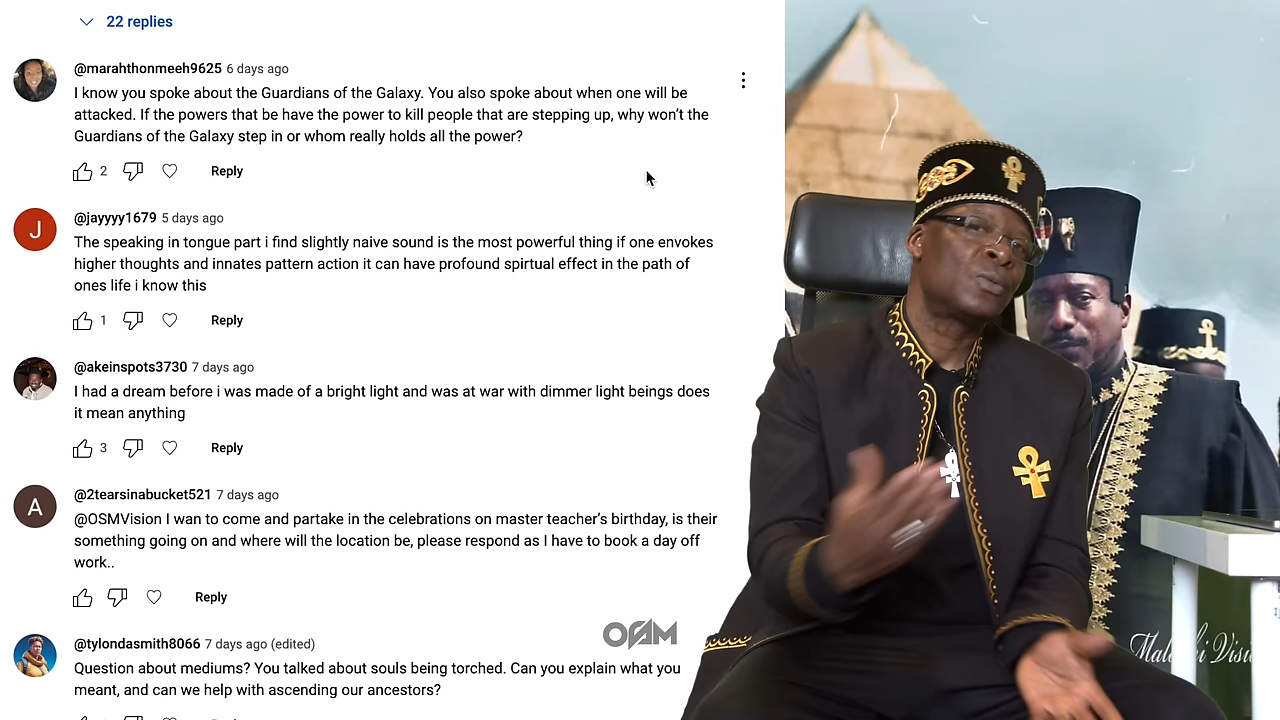 22 replies
@marahthonmeeh9625 6 days ago
I know you spoke about the Guardians of the Galaxy. You also spoke about when one will be
attacked. If the powers that be have the power to kill people that are stepping up, why won't the
Guardians of the Galaxy step in or whom really holds all the power?
2 Reply
J
@jayyyy1679 5 days ago
The speaking in tongue part i find slightly naive sound is the most powerful thing if one envokes
higher thoughts and innates pattern action it can have profound spirtual effect in the path of
ones life i know this
1 Reply
@akeinspots3730 7 days ago
I had a dream before i was made of a bright light and was at war with dimmer light beings does
it mean anything
3 Reply
A
@2tearsinabucket521 7 days ago
@OSMVision I wan to come and partake in the celebrations on master teacher's birthday, is their
something going on and where will the location be, please respond as I have to book a day off
work..
Reply
@tylondasmith8066 7 days ago (edited)
Question about mediums? You talked about souls being torched. Can you explain what you
meant, and can we help with ascending our ancestors?